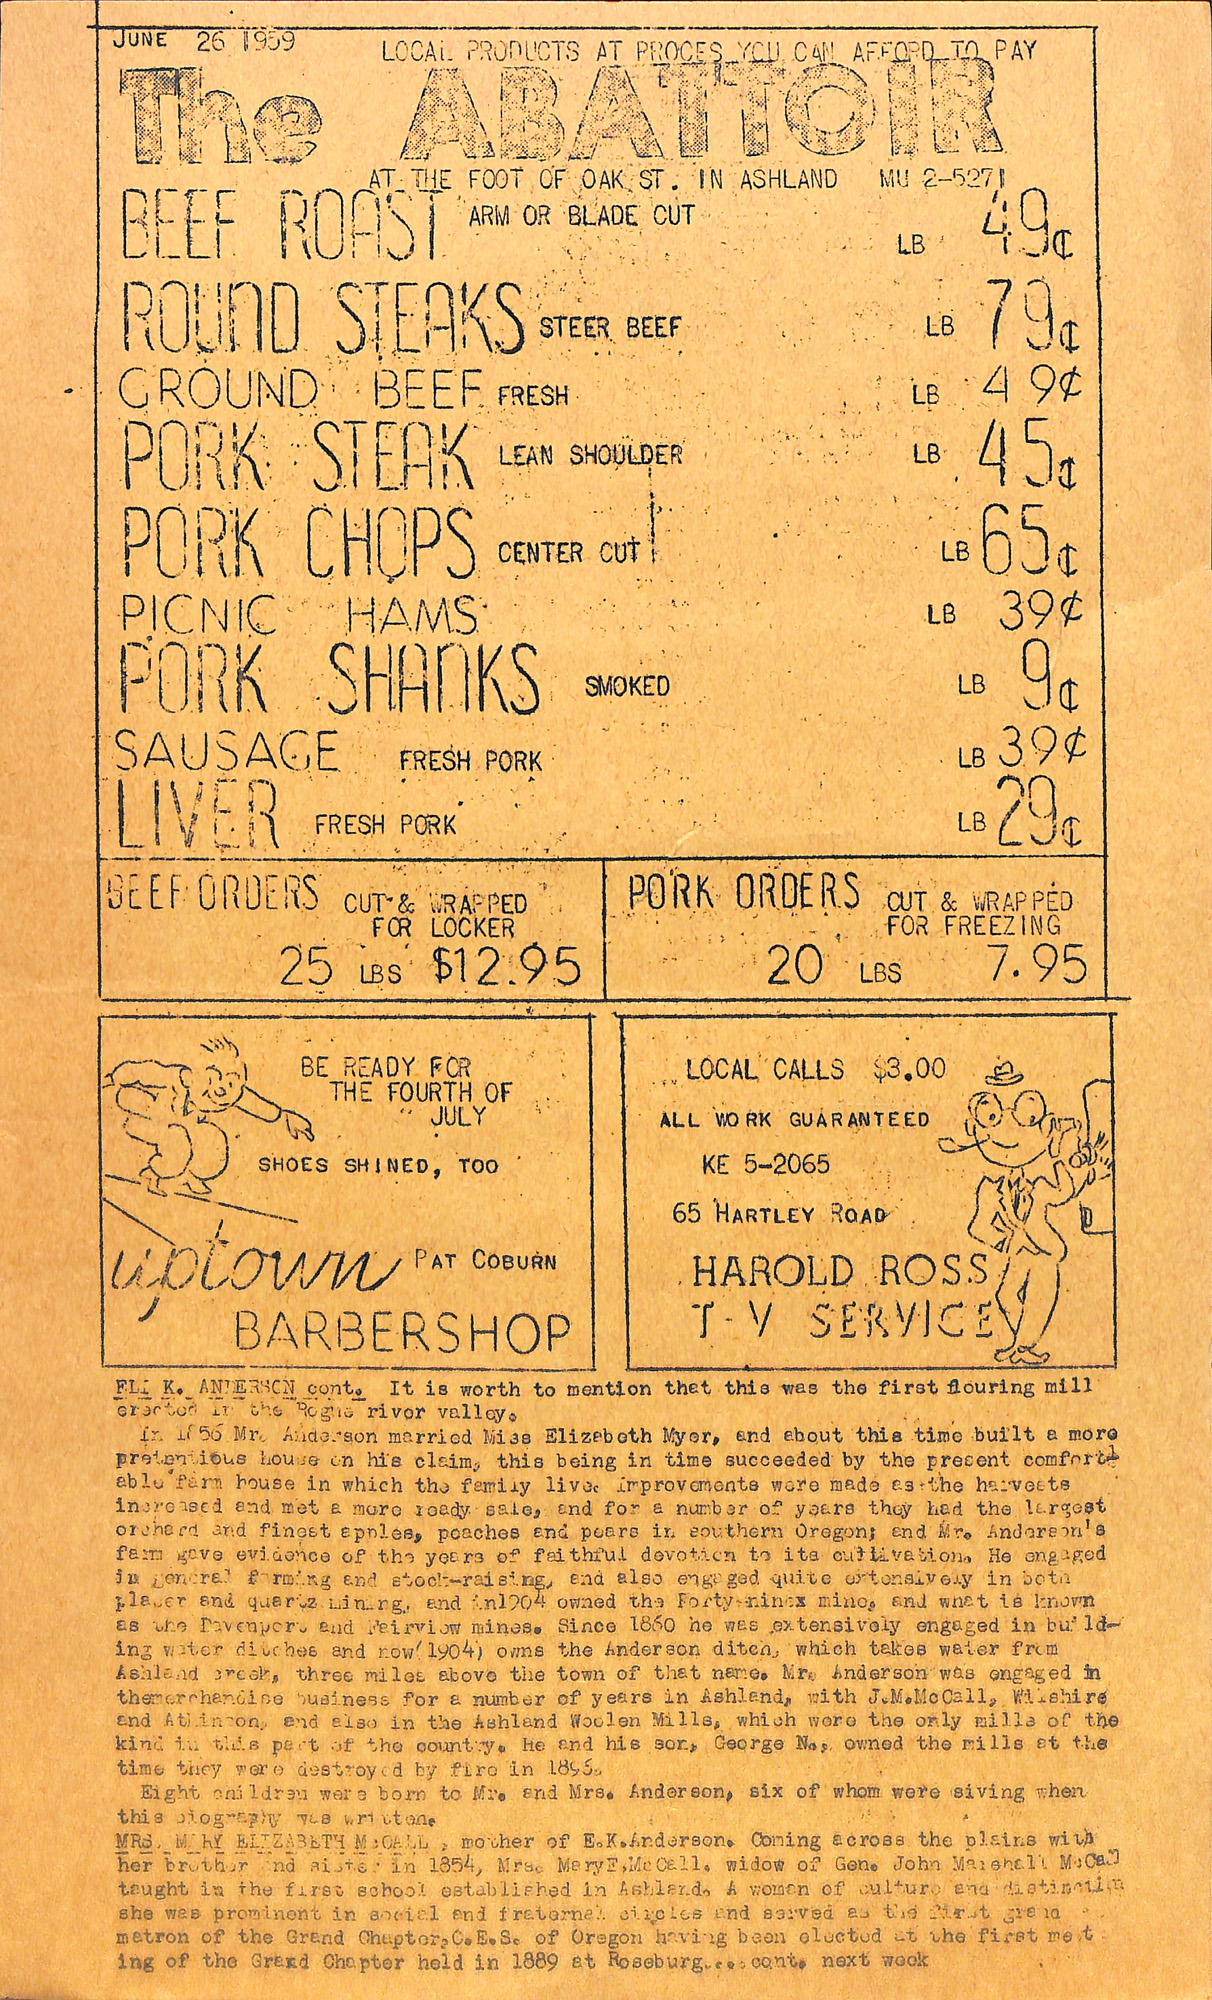 JUNE 26 1959
LOCAL PRODUCTS AT PROCES YOU CAN AFFORD TO PAY
The ABATTOIR
AT THE FOOT OF OAK ST. IN ASHLAND MU 2-5271
BEEF ROAST ARM OR BLADE CUT LB 49¢
ROUND STEAKS STEER BEEF LB 79¢
GROUND BEEF FRESH LB 49¢
PORK STEAK LEAN SHOULDER LB 45¢
PORK CHOPS CENTER CUT LB 65¢
PICNIC HAMS LB 39¢
PORK SHANKS SMOKED LB 9¢
SAUSAGE FRESH PORK LB 39¢
LIVER FRESH PORK LB 29¢
BEEF ORDERS CUT & WRAPPED
FOR LOCKER
25 LBS $12.95
PORK ORDERS CUT & WRAPPED
FOR FREEZING
20 LBS 7.95
BE READY FOR
THE FOURTH OF
JULY
SHOES SHINED, TOO
uptown PAT COBURN
BARBERSHOP
LOCAL CALLS $3.00
ALL WORK GUARANTEED
KE 5-2065
65 HARTLEY ROAD
HAROLD ROSS
T-V SERVICE
ELI K. ANDERSON cont. It is worth to mention that this was the first flouring mill
erected in the Rogue river valley.
In 1856 Mr. Anderson married Miss Elizabeth Myer, and about this time built a more
pretentious house on his claim, this being in time succeeded by the present comfort-
able farm house in which the family live. Improvements were made as the harvests
increased and met a more ready sale, and for a number of years they had the largest
orchard and finest apples, peaches and pears in southern Oregon; and Mr. Anderson's
farm gave evidence of the years of faithful devotion to its cultivation. He engaged
in general farming and stock-raising, and also engaged quite extensively in both
placer and quartz mining, and in1904 owned the Forty-ninex mine, and what is known
as the Davenport and Fairview mines. Since 1860 he was extensively engaged in build-
ing water ditches and now(1904) owns the Anderson ditch, which takes water from
Ashland creek, three miles above the town of that name. Mr. Anderson was engaged in
themerchandise business for a number of years in Ashland, with J.M.McCall, Wilshire
and Atkinson, and also in the Ashland Woolen Mills, which were the only mills of the
kind in this part of the country. He and his son, George N., owned the mills at the
time they were destroyed by fire in
Eight children were born to Mr. and Mrs. Anderson, six of whom were siving when
this biography was written.
MRS. MARY ELIZABETH McCALL, mother of E.K.Anderson. Coming across the plains with
her brother and sister in 1854, Mrs. MaryE.McCall, widow of Gen. John Marshall McCall
taught in the first school established in Ashland. A woman of culture and distinction
she was prominent in social and fraternal circles and served as the first grand
matron of the Grand Chapter,O.E.S. of Oregon having been elected at the first meet
ing of the Grand Chapter held in 1889 at Roseburg....cont. next week